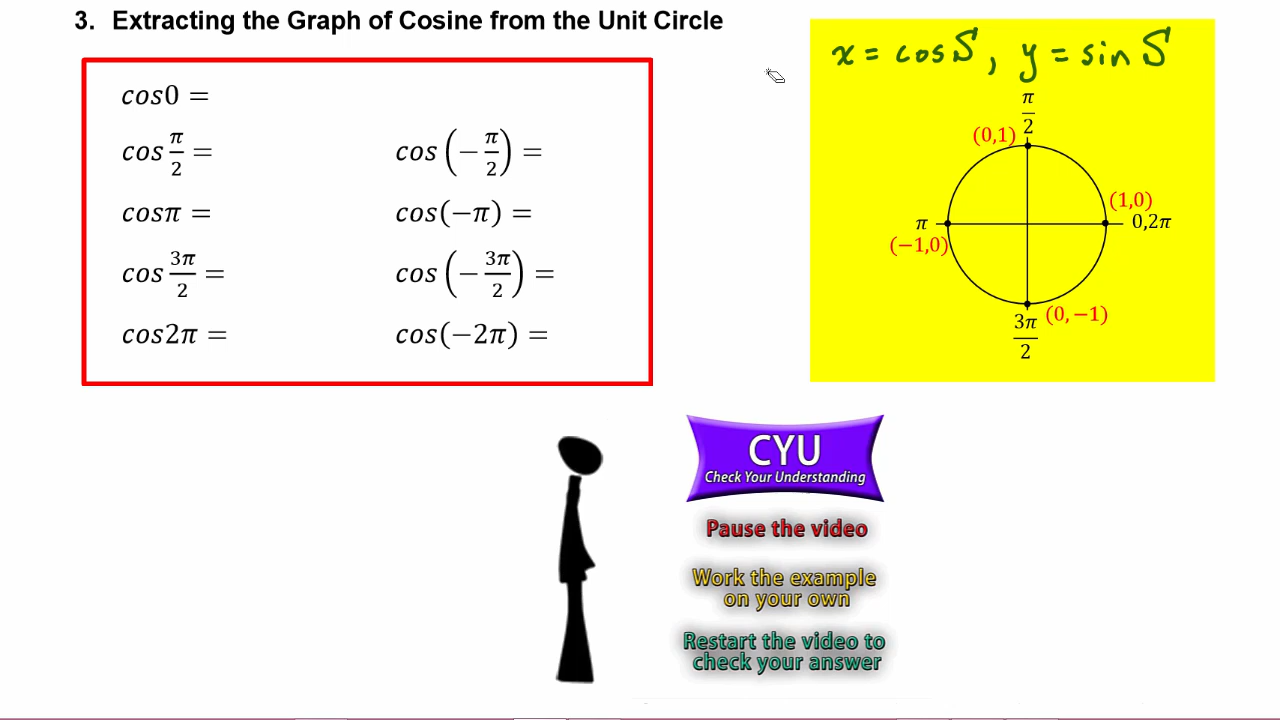 3. Extracting the Graph of Cosine from the Unit Circle
cos0 =
cos π/2 =
cosπ =
cos 3π/2 =
cos2π =
cos(−π/2) =
cos(−π) =
cos(−3π/2) =
cos(−2π) =
x = cos S, y = sin S
π/2
(0,1)
(1,0)
π
0,2π
(−1,0)
3π/2
(0,−1)
CYU
Check Your Understanding
Pause the video
Work the example
on your own
Restart the video to
check your answer